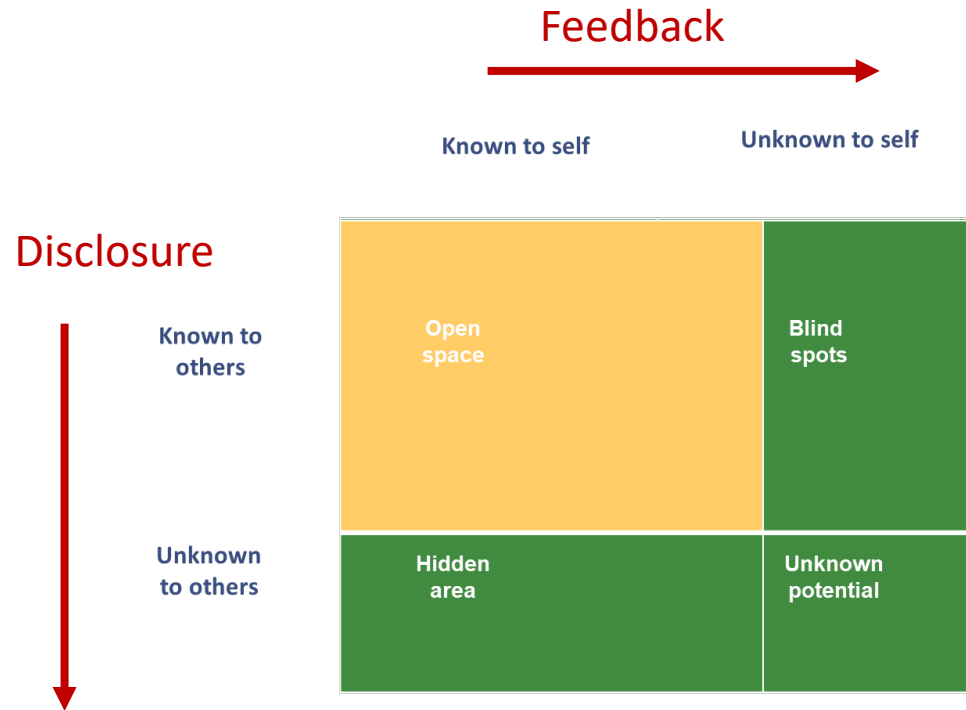 Feedback
Known to self
Unknown to self
Disclosure
Known to
others
Open
space
Blind
spots
Unknown
to others
Hidden
area
Unknown
potential